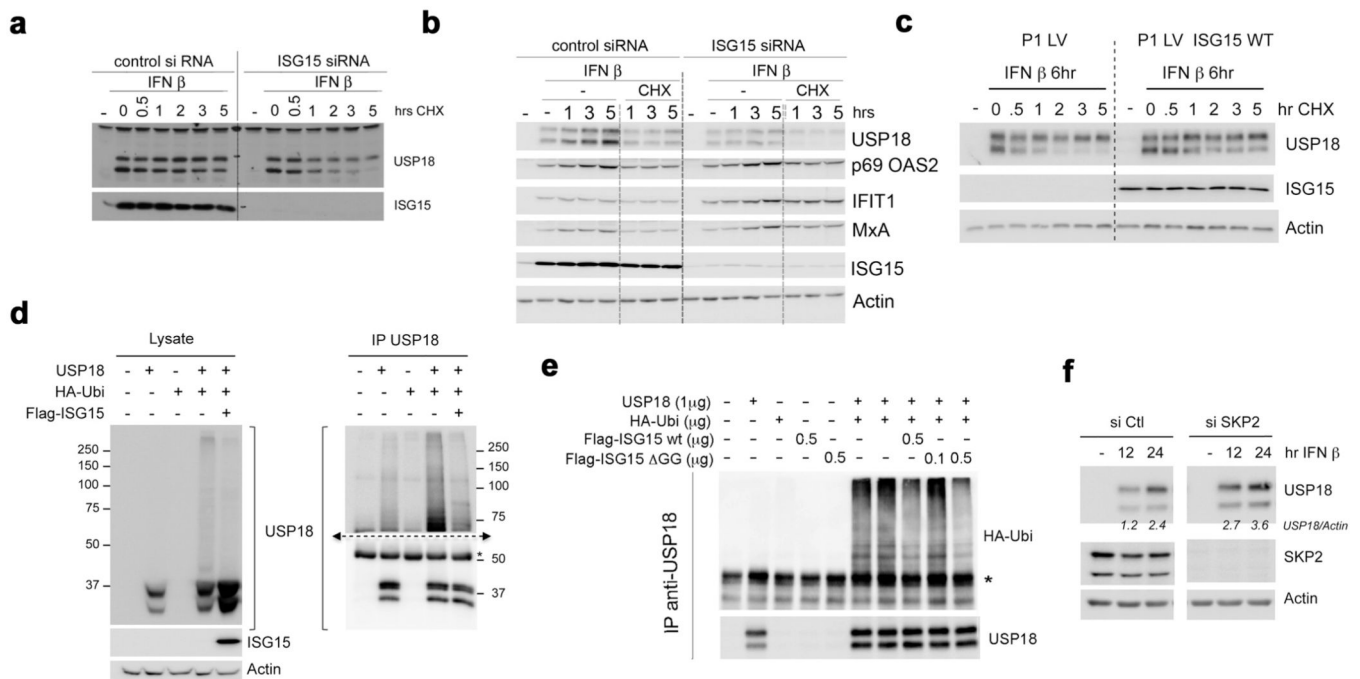 a
control si RNA ISG15 siRNA
IFN β IFN β
- 0 0.5 1 2 3 5 - 0 0.5 1 2 3 5 hrs CHX
USP18
ISG15
b
control siRNA ISG15 siRNA
IFN β IFN β
- CHX - CHX
- - 1 3 5 1 3 5 - - 1 3 5 1 3 5 hrs
USP18
p69 OAS2
IFIT1
MxA
ISG15
Actin
c
P1 LV P1 LV ISG15 WT
IFN β 6hr IFN β 6hr
- 0 .5 1 2 3 5 - 0 .5 1 2 3 5 hr CHX
USP18
ISG15
Actin
d
Lysate IP USP18
USP18 - + - + + - + - + +
HA-Ubi - - + + + - - + + +
Flag-ISG15 - - - - + - - - - +
250
150
100
75
50
37
USP18
250
150
100
75
* 50
37
ISG15
Actin
e
USP18 (1µg) - + - - - + + + + +
HA-Ubi (µg) - - + - - + + + + +
Flag-ISG15 wt (µg) - - - 0.5 - - - 0.5 - -
Flag-ISG15 ΔGG (µg) - - - - 0.5 - - - 0.1 0.5
IP anti-USP18
HA-Ubi
*
USP18
f
si Ctl si SKP2
- 12 24 - 12 24 hr IFN β
USP18
1.2 2.4 2.7 3.6 USP18/Actin
SKP2
Actin